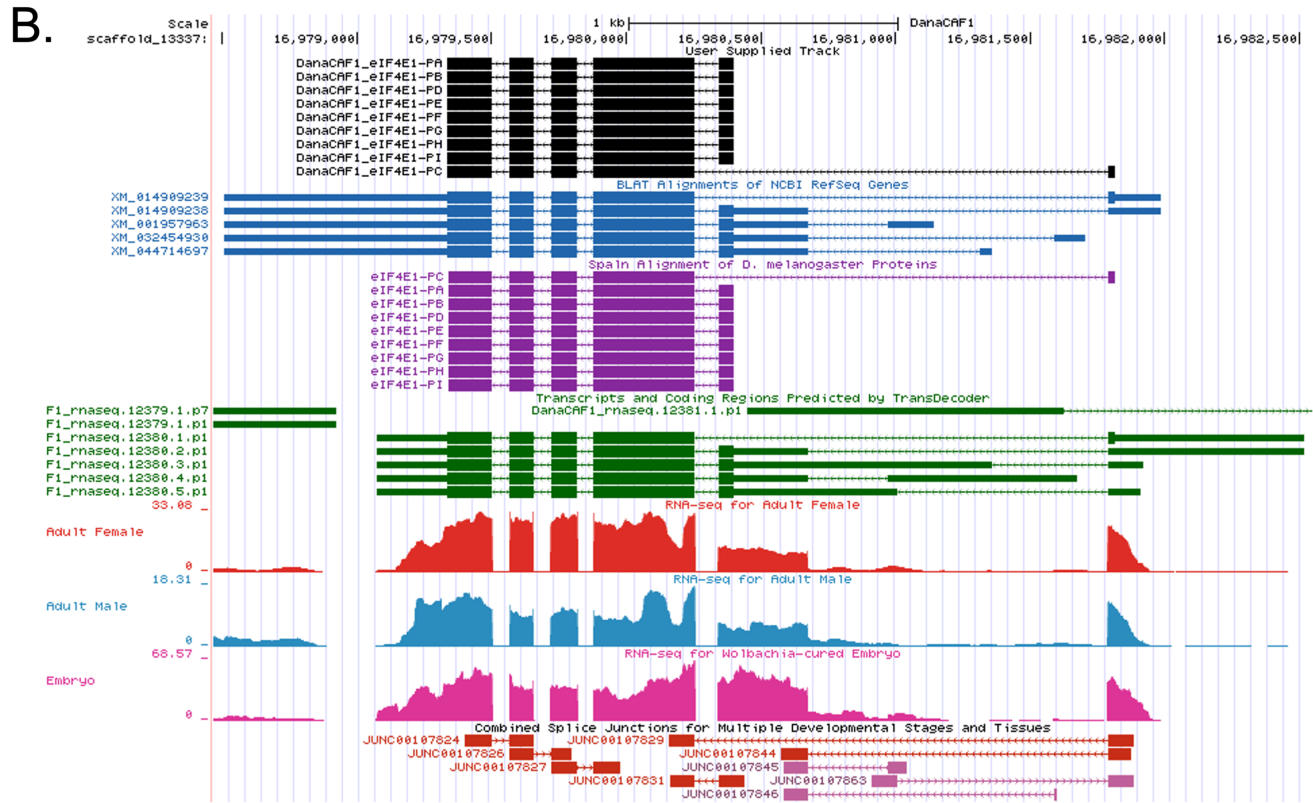 B.
Scale 1 kb DanaCAF1
scaffold_13337: 16,979,000 16,979,500 16,980,000 16,980,500 16,981,000 16,981,500 16,982,000 16,982,500
User Supplied Track
DanaCAF1_eIF4E1-PA
DanaCAF1_eIF4E1-PB
DanaCAF1_eIF4E1-PD
DanaCAF1_eIF4E1-PE
DanaCAF1_eIF4E1-PF
DanaCAF1_eIF4E1-PG
DanaCAF1_eIF4E1-PH
DanaCAF1_eIF4E1-PI
DanaCAF1_eIF4E1-PC
BLAT Alignments of NCBI RefSeq Genes
XM_014909239
XM_014909238
XM_001957963
XM_032454930
XM_044714697
Spaln Alignment of D. melanogaster Proteins
eIF4E1-PC
eIF4E1-PA
eIF4E1-PB
eIF4E1-PD
eIF4E1-PE
eIF4E1-PF
eIF4E1-PG
eIF4E1-PH
eIF4E1-PI
Transcripts and Coding Regions Predicted by TransDecoder
F1_rnaseq.12379.1.p7 DanaCAF1_rnaseq.12381.1.p1
F1_rnaseq.12379.1.p1
F1_rnaseq.12380.1.p1
F1_rnaseq.12380.2.p1
F1_rnaseq.12380.3.p1
F1_rnaseq.12380.4.p1
F1_rnaseq.12380.5.p1
RNA-seq for Adult Female
33.08 _
Adult Female
0 _
RNA-seq for Adult Male
18.31 _
Adult Male
0 _
RNA-seq for Wolbachia-cured Embryo
68.57 _
Embryo
0 _
Combined Splice Junctions for Multiple Developmental Stages and Tissues
JUNC00107824 JUNC00107829
JUNC00107826 JUNC00107844
JUNC00107827 JUNC00107845
JUNC00107831 JUNC00107863
JUNC00107846